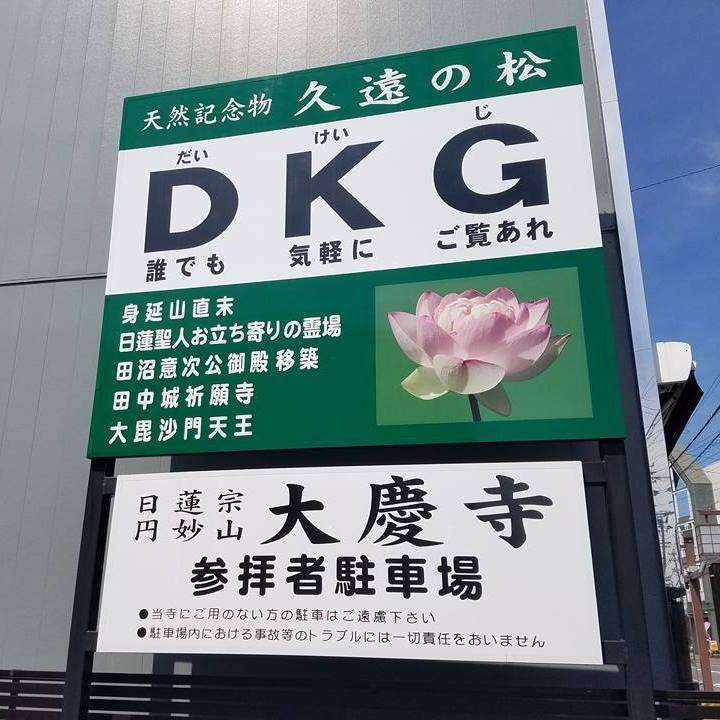 天然記念物 久遠の松
だい けい じ
D K G
誰でも 気軽に ご覧あれ
身延山直末
日蓮聖人お立ち寄りの霊場
田沼意次公御殿移築
田中城祈願寺
大毘沙門天王
日蓮宗
円妙山
大慶寺
参拝者駐車場
●当寺にご用のない方の駐車はご遠慮下さい
●駐車場内における事故等のトラブルには一切責任をおいません